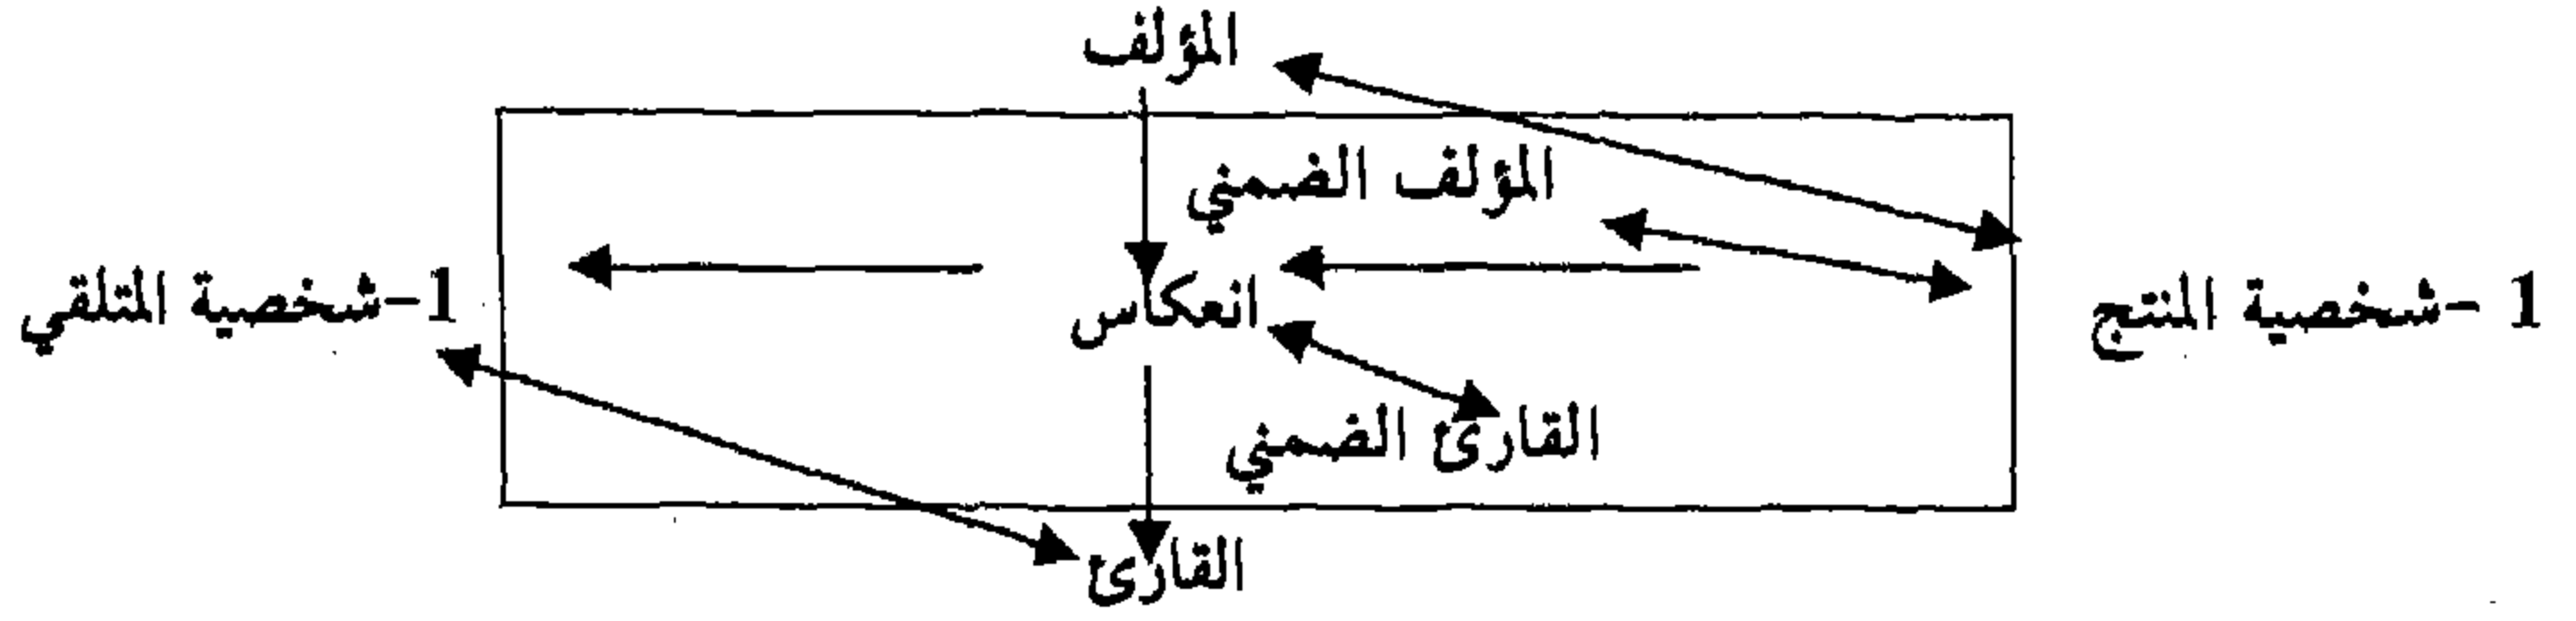 المؤلف
المؤلف الضمني
1 -شخصية المنتج
انعكاس
1-شخصية المتلقي
القارئ الضمني
القارئ